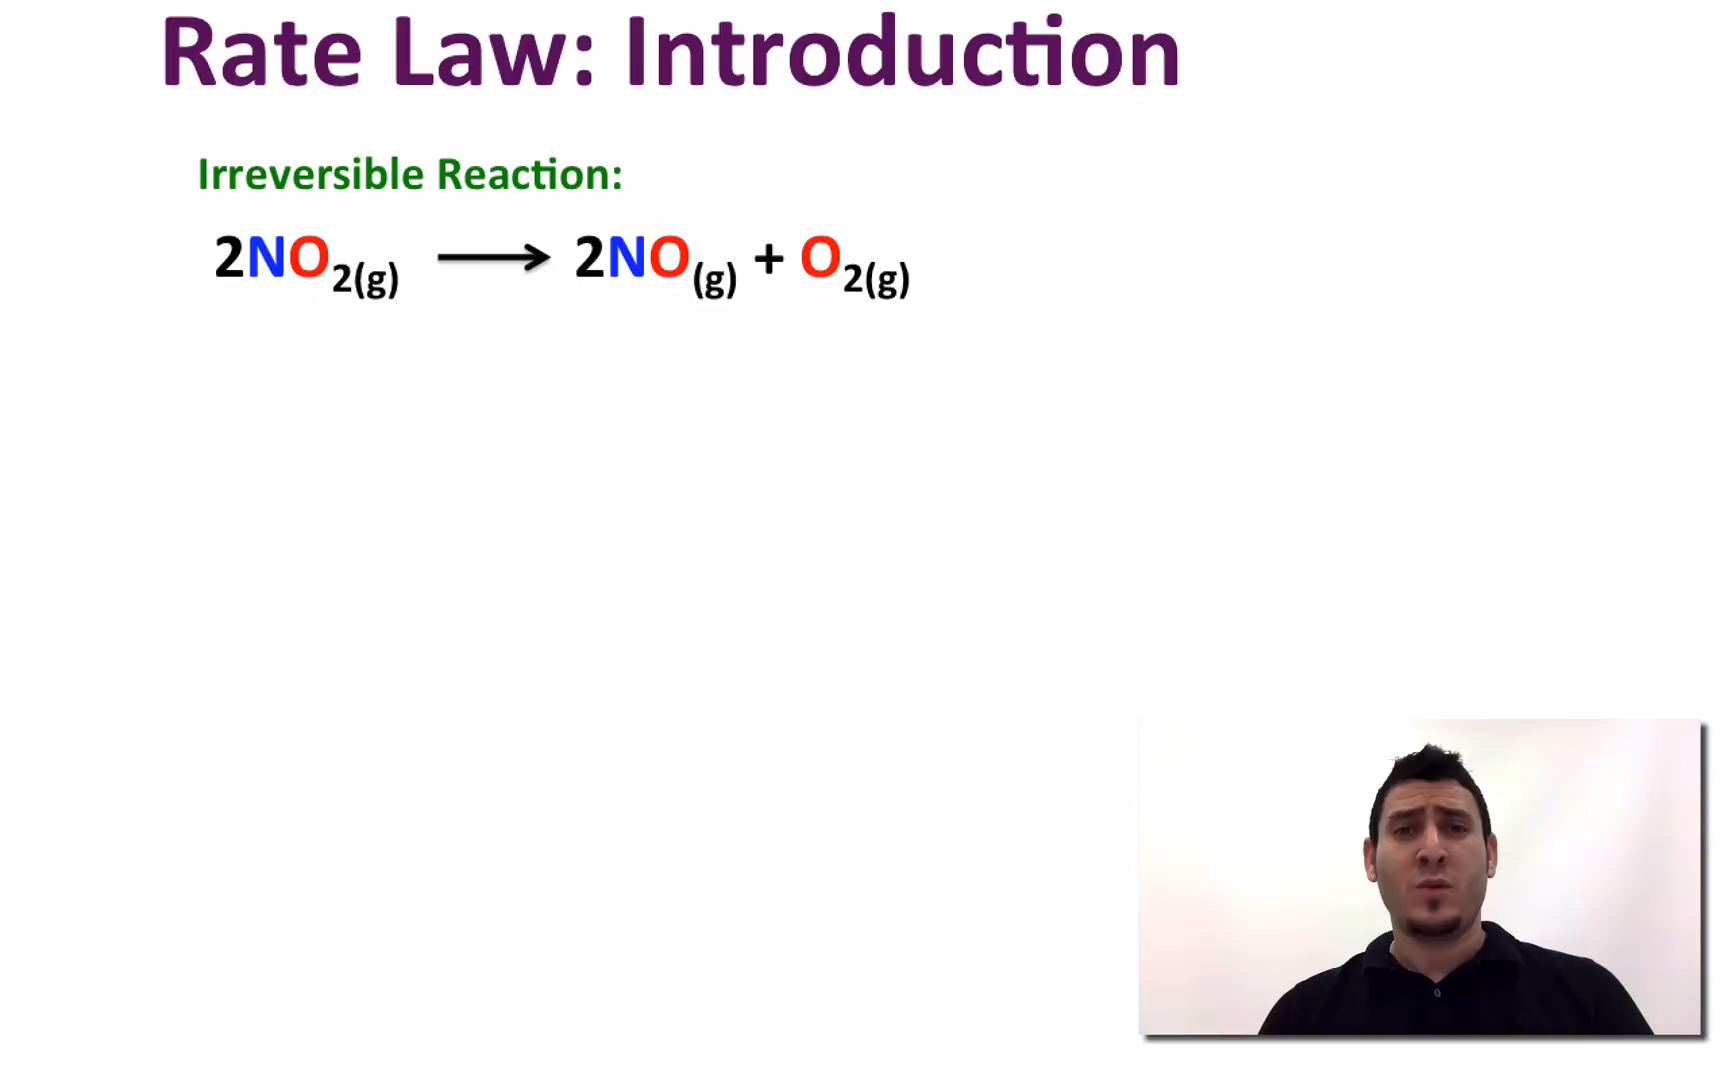 Rate Law: Introduction
Irreversible Reaction:
2NO₂(g) ⟶ 2NO(g) + O₂(g)